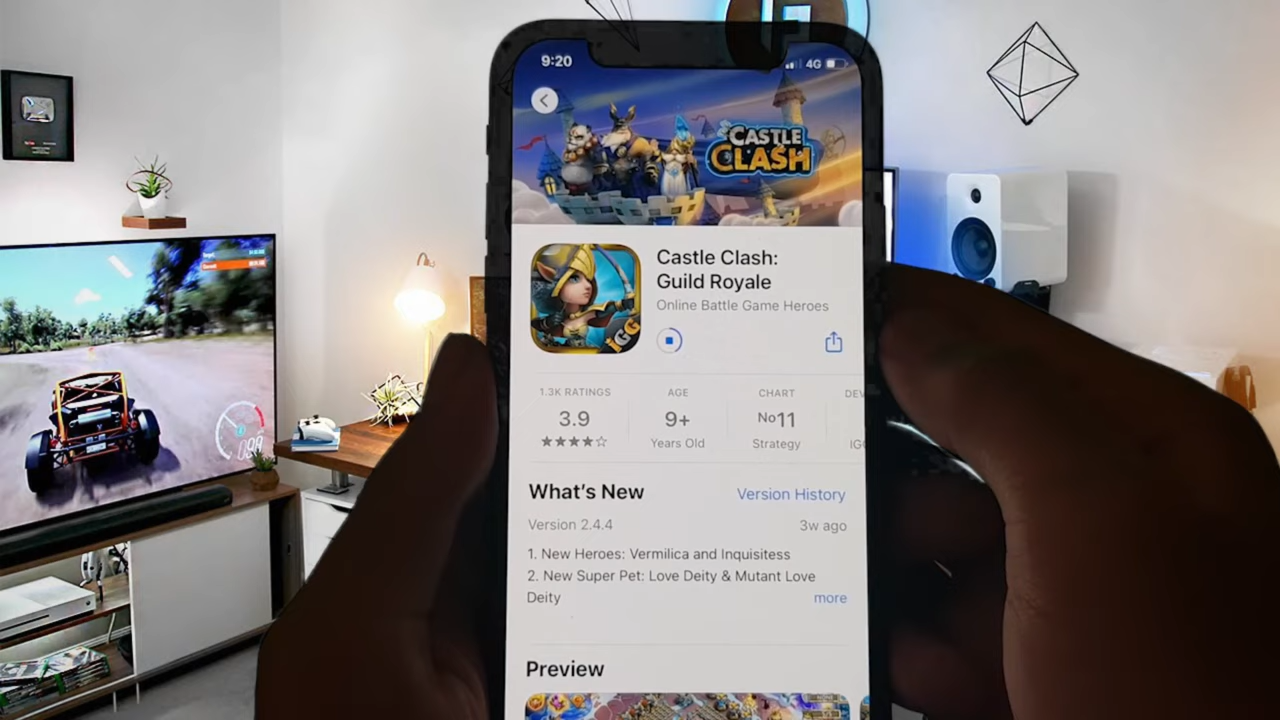 9:20
4G
CASTLE
CLASH
Castle Clash:
Guild Royale
Online Battle Game Heroes
IGG
1.3K RATINGS
AGE
CHART
DEV
3.9
9+
No11
Years Old
Strategy
IGG
What's New
Version History
Version 2.4.4
3w ago
1. New Heroes: Vermilica and Inquisitess
2. New Super Pet: Love Deity & Mutant Love
Deity
more
Preview